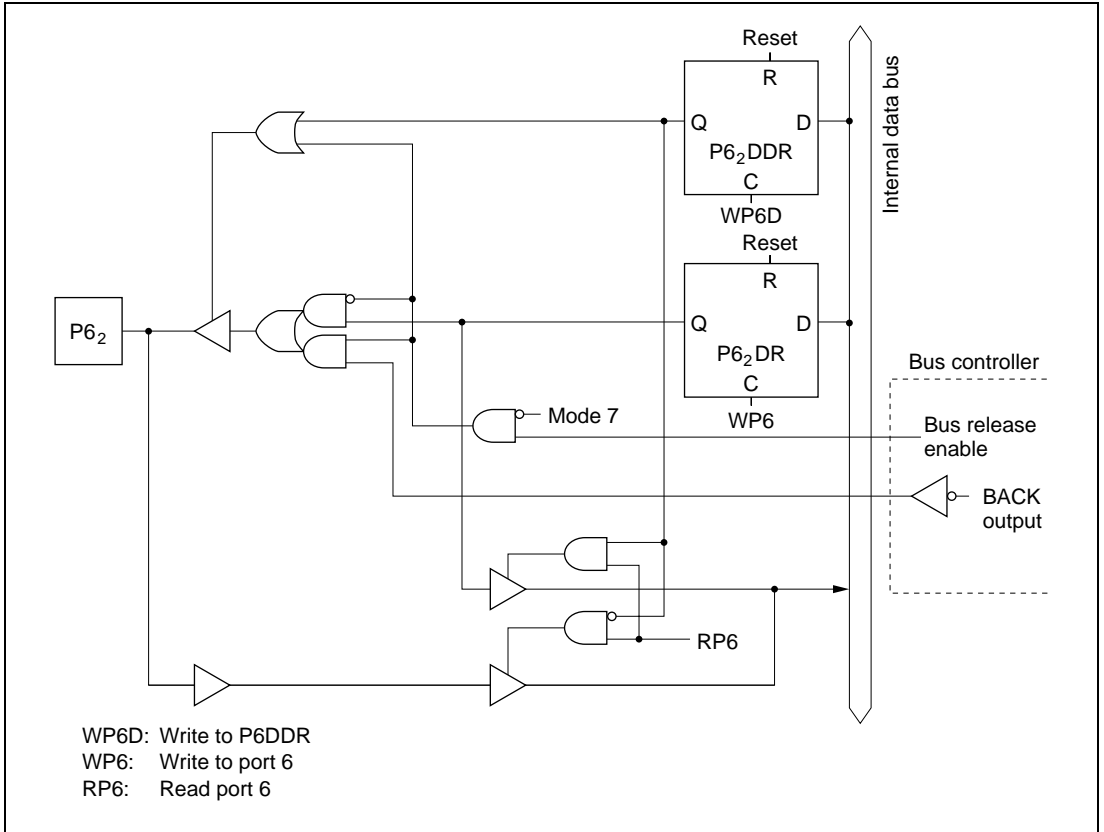 Reset
R
Q
D
P6₂DDR
C
WP6D
Internal data bus
Reset
R
P6₂
Q
D
P6₂DR
C
WP6
Bus controller
Mode 7
Bus release
enable
BACK
output
RP6
WP6D: Write to P6DDR
WP6: Write to port 6
RP6: Read port 6